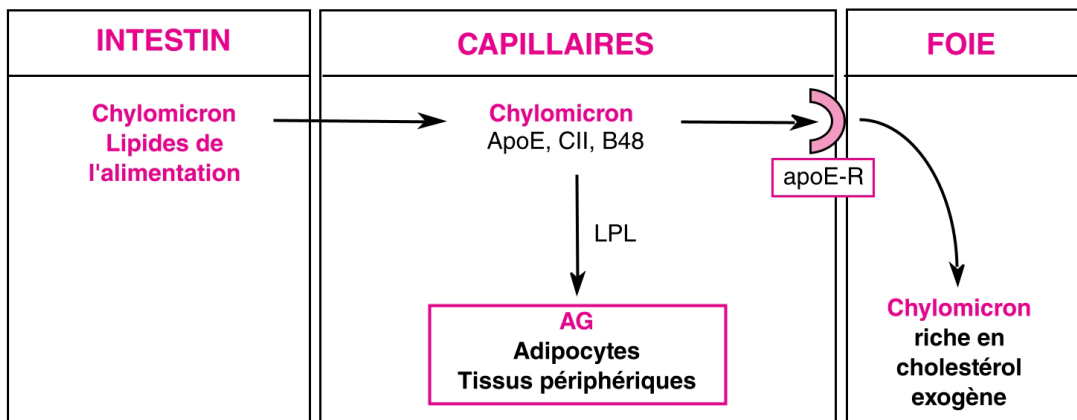 INTESTIN
CAPILLAIRES
FOIE
Chylomicron
Lipides de
l'alimentation
Chylomicron
ApoE, CII, B48
apoE-R
LPL
AG
Adipocytes
Tissus périphériques
Chylomicron
riche en
cholestérol
exogène